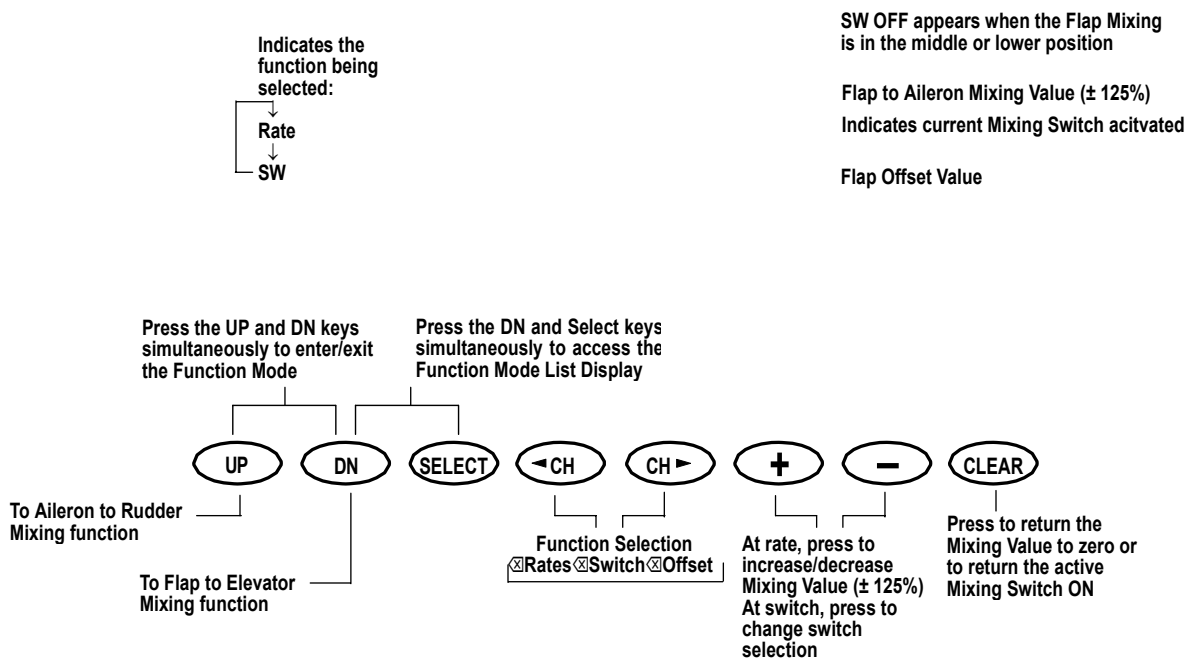 Indicates the
function being
selected:
Rate
SW
SW OFF appears when the Flap Mixing
is in the middle or lower position
Flap to Aileron Mixing Value (± 125%)
Indicates current Mixing Switch acitvated
Flap Offset Value
Press the UP and DN keys
simultaneously to enter/exit
the Function Mode
Press the DN and Select keys
simultaneously to access the
Function Mode List Display
UP
DN
SELECT
◄CH
CH►
+
–
CLEAR
To Aileron to Rudder
Mixing function
To Flap to Elevator
Mixing function
Function Selection
⌫Rates⌫Switch⌫Offset
At rate, press to
increase/decrease
Mixing Value (± 125%)
At switch, press to
change switch
selection
Press to return the
Mixing Value to zero or
to return the active
Mixing Switch ON